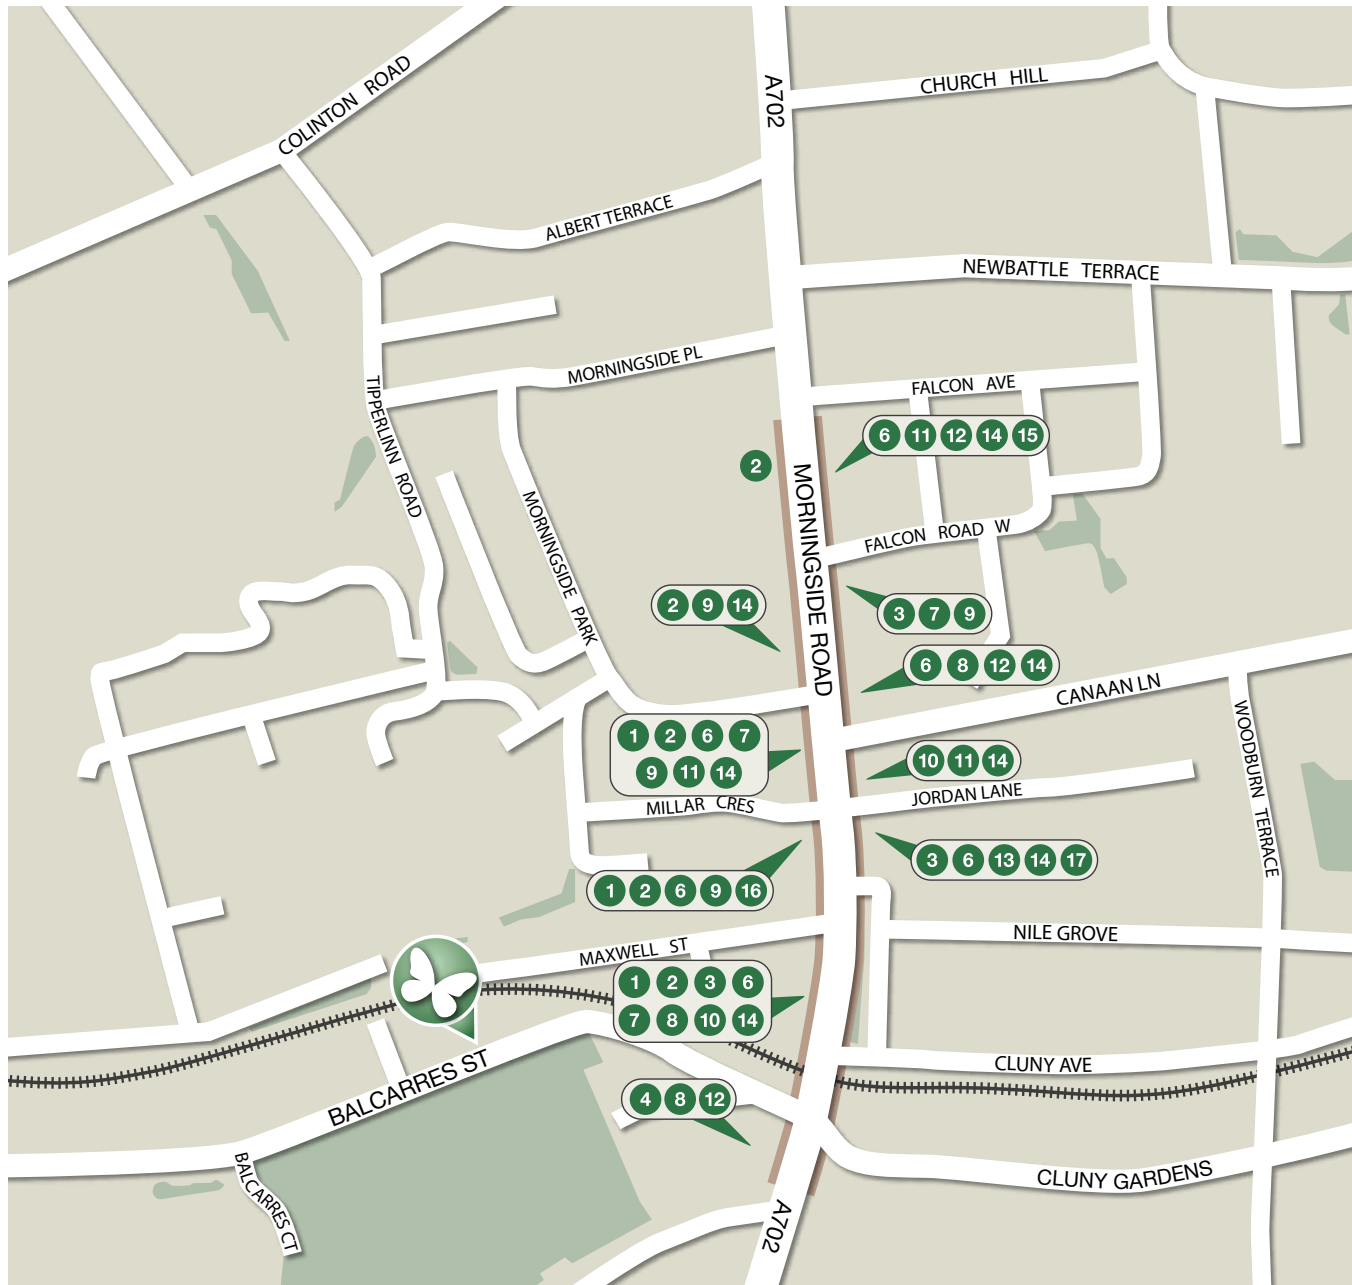 COLINTON ROAD
A702
CHURCH HILL
ALBERT TERRACE
NEWBATTLE TERRACE
MORNINGSIDE PL
FALCON AVE
TIPPERLINN ROAD
6 11 12 14 15
2
MORNINGSIDE ROAD
MORNINGSIDE PARK
FALCON ROAD W
2 9 14
3 7 9
6 8 12 14
CANAAN LN
WOODBURN TERRACE
1 2 6 7
9 11 14
10 11 14
MILLAR CRES
JORDAN LANE
3 6 13 14 17
1 2 6 9 16
NILE GROVE
MAXWELL ST
1 2 3 6
7 8 10 14
CLUNY AVE
BALCARRES ST
4 8 12
BALCARRES CT
CLUNY GARDENS
A702